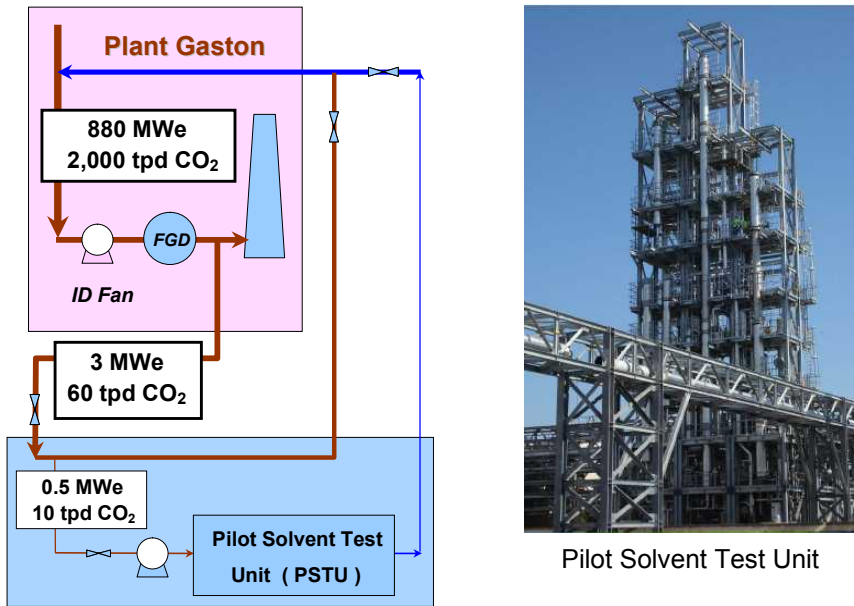 Plant Gaston
880 MWe
2,000 tpd CO₂
FGD
ID Fan
3 MWe
60 tpd CO₂
0.5 MWe
10 tpd CO₂
Pilot Solvent Test
Unit ( PSTU )
Pilot Solvent Test Unit